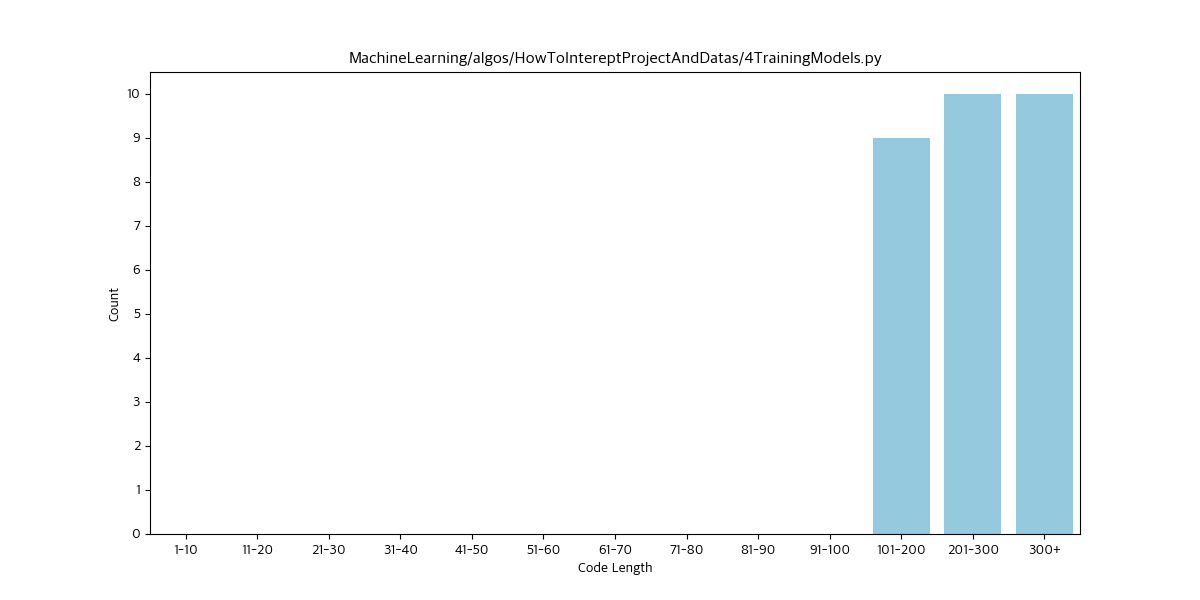 MachineLearning/algos/HowToIntereptProjectAndDatas/4TrainingModels.py
10
9
8
7
6
5
4
3
2
1
0
Count
1-10 11-20 21-30 31-40 41-50 51-60 61-70 71-80 81-90 91-100 101-200 201-300 300+
Code Length